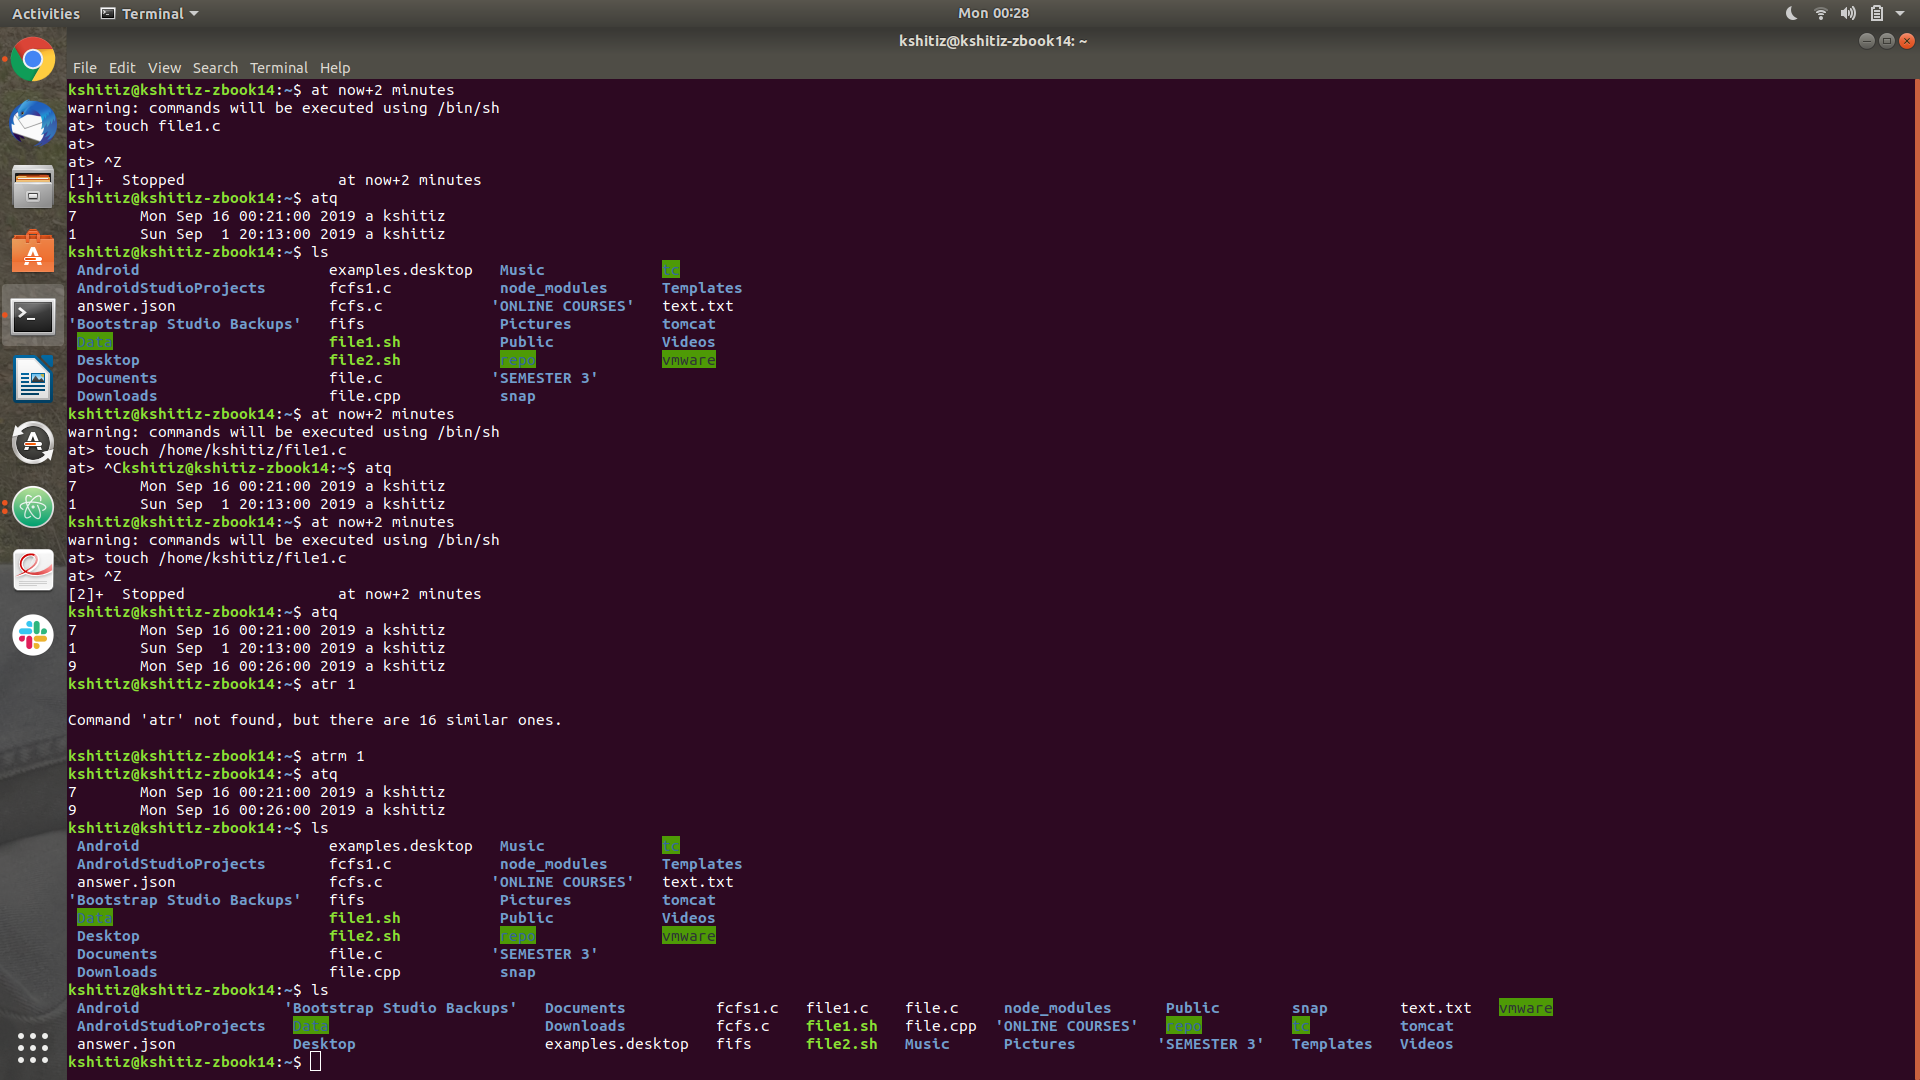 Activities Terminal Mon 00:28
kshitiz@kshitiz-zbook14: ~
File Edit View Search Terminal Help
kshitiz@kshitiz-zbook14:~$ at now+2 minutes
warning: commands will be executed using /bin/sh
at> touch file1.c
at>
at> ^Z
[1]+  Stopped                 at now+2 minutes
kshitiz@kshitiz-zbook14:~$ atq
7       Mon Sep 16 00:21:00 2019 a kshitiz
1       Sun Sep  1 20:13:00 2019 a kshitiz
kshitiz@kshitiz-zbook14:~$ ls
 Android                     examples.desktop   Music             tc
 AndroidStudioProjects       fcfs1.c            node_modules      Templates
 answer.json                 fcfs.c            'ONLINE COURSES'   text.txt
'Bootstrap Studio Backups'   fifs               Pictures          tomcat
 Data                        file1.sh           Public            Videos
 Desktop                     file2.sh           repo              vmware
 Documents                   file.c            'SEMESTER 3'
 Downloads                   file.cpp           snap
kshitiz@kshitiz-zbook14:~$ at now+2 minutes
warning: commands will be executed using /bin/sh
at> touch /home/kshitiz/file1.c
at> ^Ckshitiz@kshitiz-zbook14:~$ atq
7       Mon Sep 16 00:21:00 2019 a kshitiz
1       Sun Sep  1 20:13:00 2019 a kshitiz
kshitiz@kshitiz-zbook14:~$ at now+2 minutes
warning: commands will be executed using /bin/sh
at> touch /home/kshitiz/file1.c
at> ^Z
[2]+  Stopped                 at now+2 minutes
kshitiz@kshitiz-zbook14:~$ atq
7       Mon Sep 16 00:21:00 2019 a kshitiz
1       Sun Sep  1 20:13:00 2019 a kshitiz
9       Mon Sep 16 00:26:00 2019 a kshitiz
kshitiz@kshitiz-zbook14:~$ atr 1
Command 'atr' not found, but there are 16 similar ones.
kshitiz@kshitiz-zbook14:~$ atrm 1
kshitiz@kshitiz-zbook14:~$ atq
7       Mon Sep 16 00:21:00 2019 a kshitiz
9       Mon Sep 16 00:26:00 2019 a kshitiz
kshitiz@kshitiz-zbook14:~$ ls
 Android                     examples.desktop   Music             tc
 AndroidStudioProjects       fcfs1.c            node_modules      Templates
 answer.json                 fcfs.c            'ONLINE COURSES'   text.txt
'Bootstrap Studio Backups'   fifs               Pictures          tomcat
 Data                        file1.sh           Public            Videos
 Desktop                     file2.sh           repo              vmware
 Documents                   file.c            'SEMESTER 3'
 Downloads                   file.cpp           snap
kshitiz@kshitiz-zbook14:~$ ls
 Android                'Bootstrap Studio Backups'   Documents          fcfs1.c   file1.c    file.c     node_modules      Public       snap        text.txt   vmware
 AndroidStudioProjects   Data                        Downloads          fcfs.c    file1.sh   file.cpp  'ONLINE COURSES'   repo         tc          tomcat
 answer.json             Desktop                     examples.desktop   fifs      file2.sh   Music      Pictures         'SEMESTER 3'   Templates   Videos
kshitiz@kshitiz-zbook14:~$